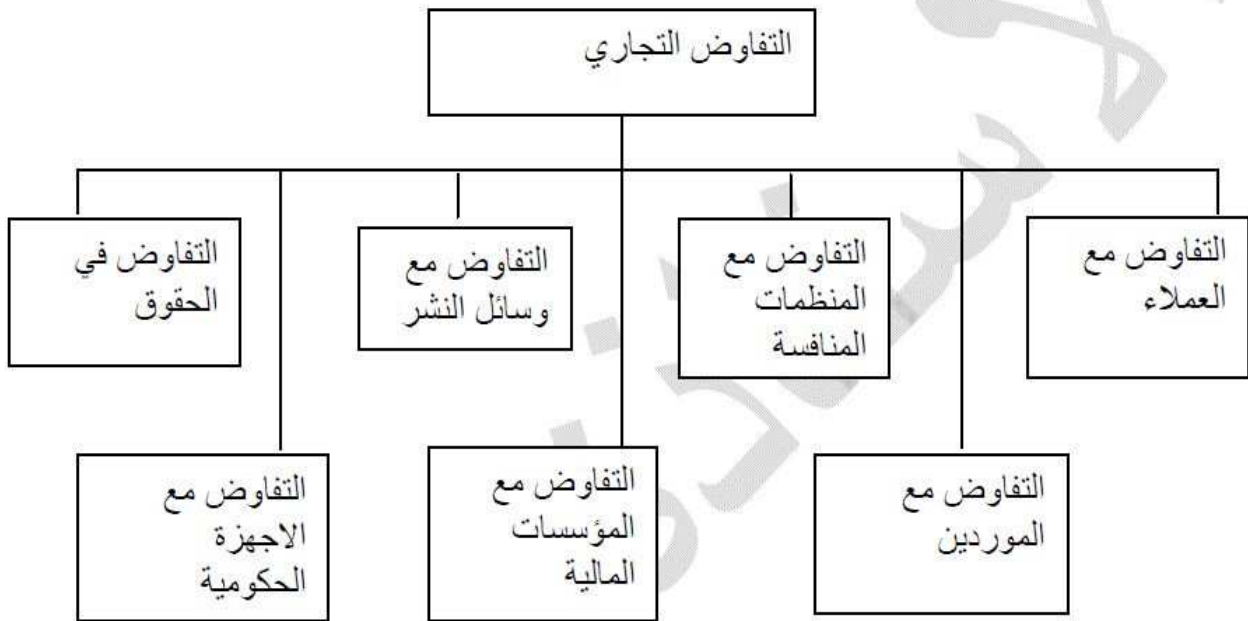 التفاوض التجاري
التفاوض مع
العملاء
التفاوض مع
المنظمات
المنافسة
التفاوض مع
وسائل النشر
التفاوض في
الحقوق
التفاوض مع
الموردين
التفاوض مع
المؤسسات
المالية
التفاوض مع
الاجهزة
الحكومية